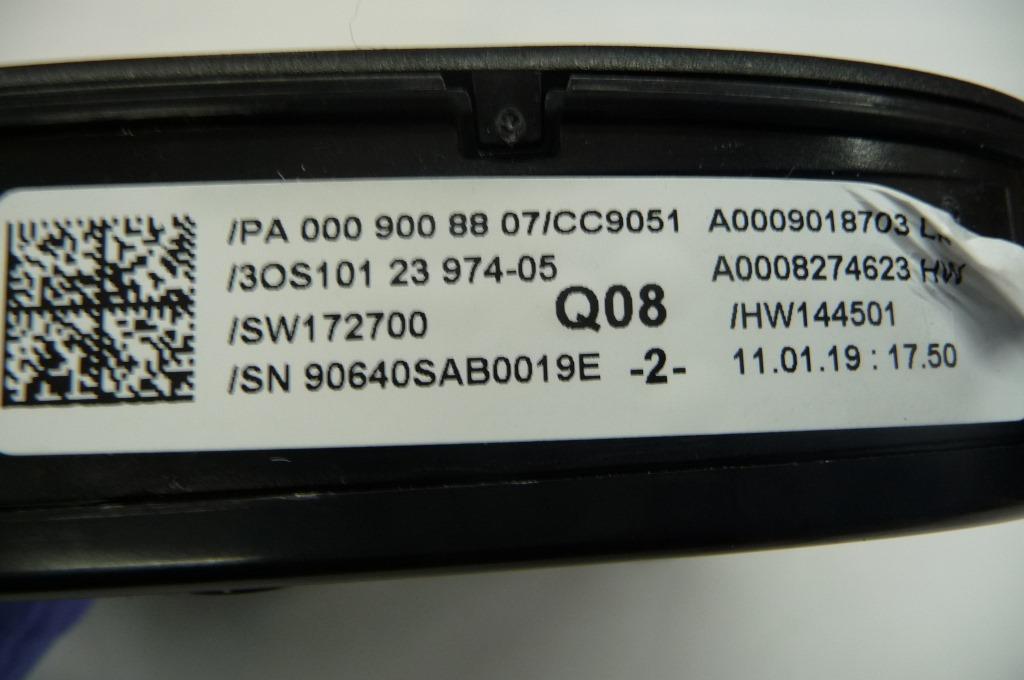 /PA 000 900 88 07/CC9051 A0009018703
/3OS101 23 974-05 A0008274623 HW
/SW172700 Q08 /HW144501
/SN 90640SAB0019E -2- 11.01.19 : 17.50